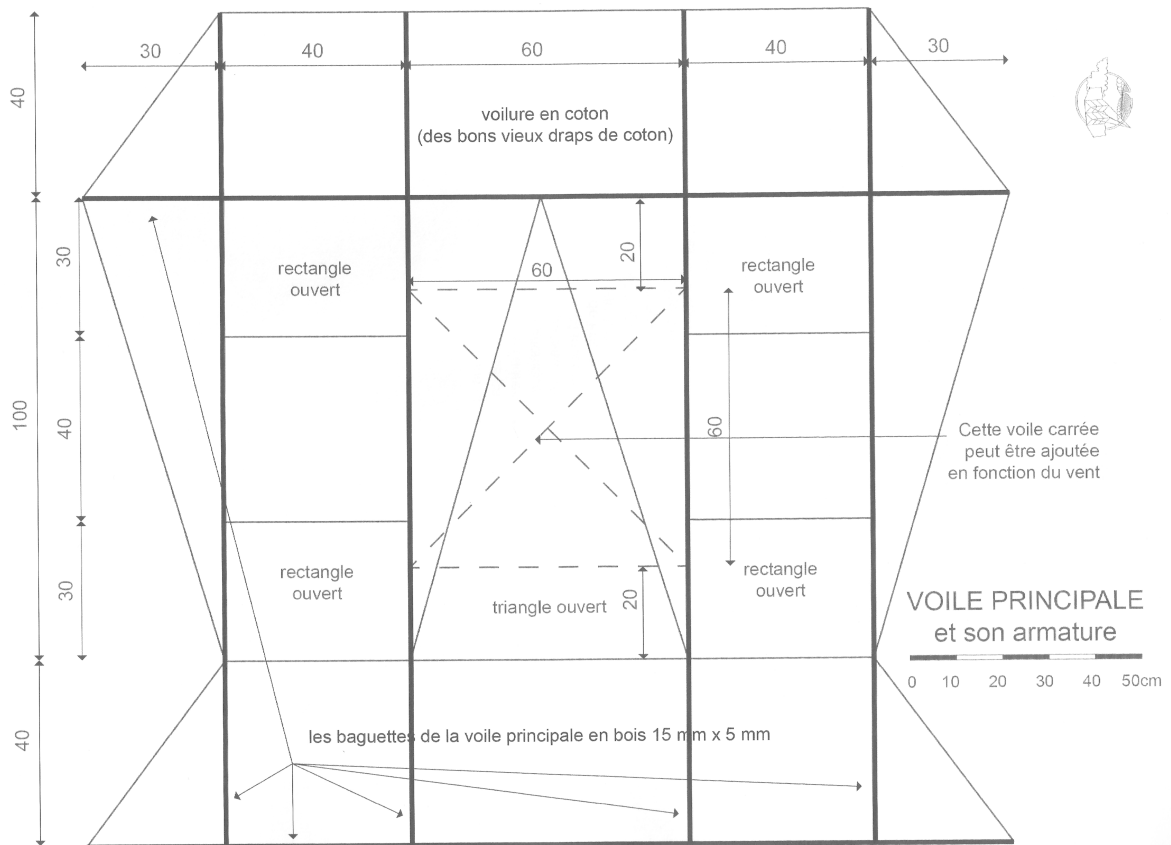 30
40
60
40
30
40
voilure en coton
(des bons vieux draps de coton)
30
20
rectangle
ouvert
60
rectangle
ouvert
100
40
60
Cette voile carrée
peut être ajoutée
en fonction du vent
30
rectangle
ouvert
triangle ouvert
20
rectangle
ouvert
VOILE PRINCIPALE
et son armature
0 10 20 30 40 50cm
40
les baguettes de la voile principale en bois 15 mm x 5 mm